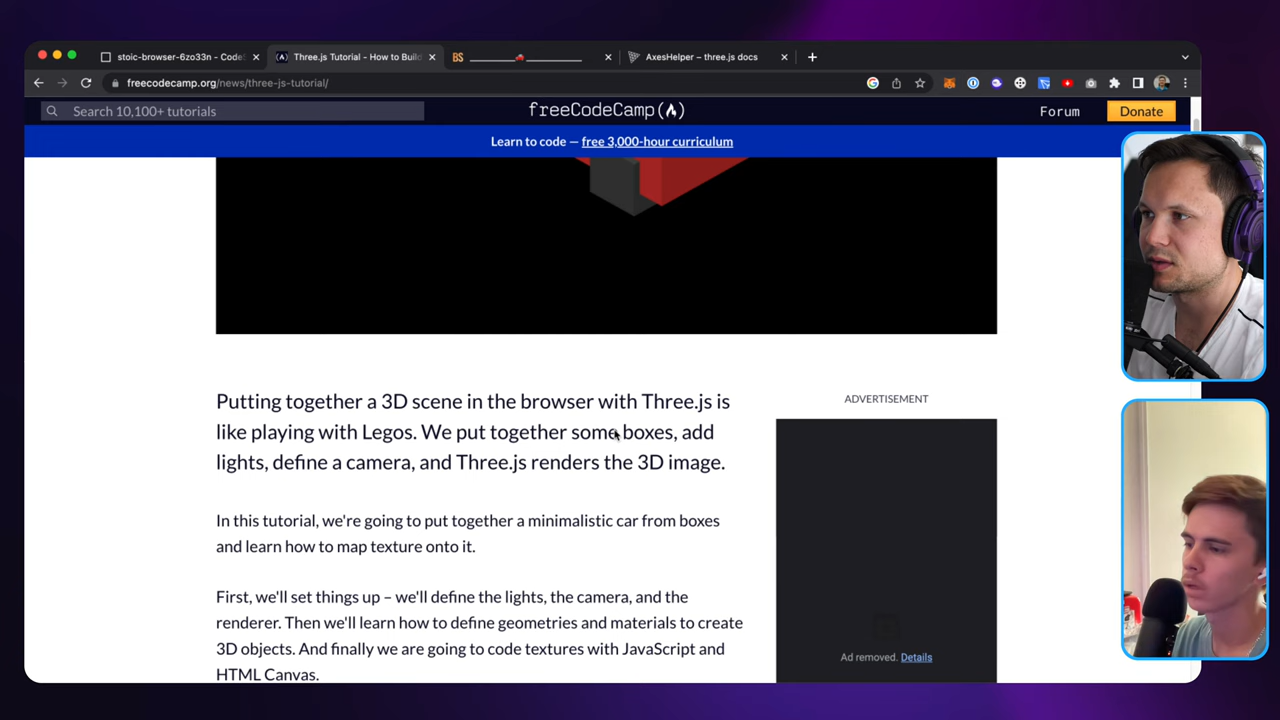 stoic-browser-6zo33n - Code
Three.js Tutorial - How to Build
BS
AxesHelper – three.js docs
freecodecamp.org/news/three-js-tutorial/
Search 10,100+ tutorials
freeCodeCamp
Forum
Donate
Learn to code — free 3,000-hour curriculum
Putting together a 3D scene in the browser with Three.js is
like playing with Legos. We put together some boxes, add
lights, define a camera, and Three.js renders the 3D image.
ADVERTISEMENT
In this tutorial, we're going to put together a minimalistic car from boxes
and learn how to map texture onto it.
First, we'll set things up – we'll define the lights, the camera, and the
renderer. Then we'll learn how to define geometries and materials to create
3D objects. And finally we are going to code textures with JavaScript and
HTML Canvas.
Ad removed. Details